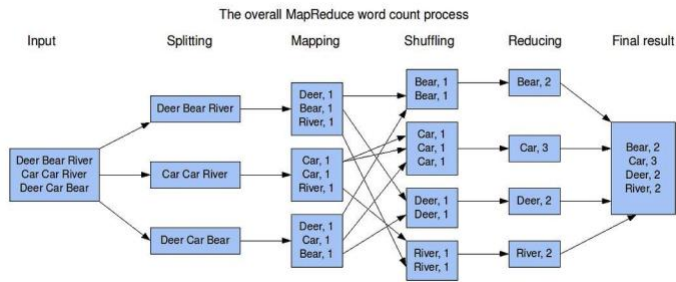 The overall MapReduce word count process
Input
Splitting
Mapping
Shuffling
Reducing
Final result
Deer Bear River
Car Car River
Deer Car Bear
Deer Bear River
Car Car River
Deer Car Bear
Deer, 1
Bear, 1
River, 1
Car, 1
Car, 1
River, 1
Deer, 1
Car, 1
Bear, 1
Bear, 1
Bear, 1
Car, 1
Car, 1
Car, 1
Deer, 1
Deer, 1
River, 1
River, 1
Bear, 2
Car, 3
Deer, 2
River, 2
Bear, 2
Car, 3
Deer, 2
River, 2